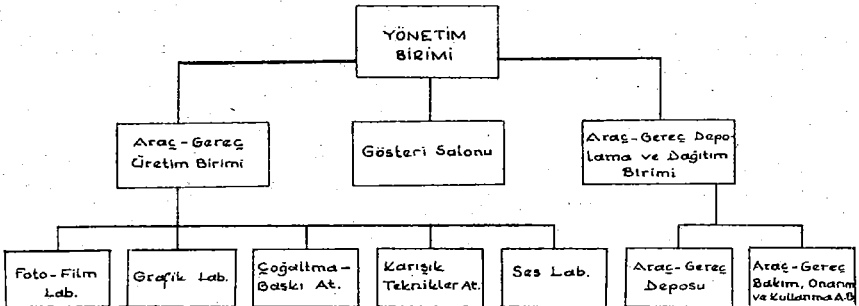 YÖNETİM
BİRİMİ
Araç-Gereç
Üretim Birimi
Gösteri Salonu
Araç-Gereç Depo-
lama ve Dağıtım
Birimi
Foto-Film
Lab.
Grafik Lab.
Çoğaltma-
Baskı At.
Karışık
Teknikler At.
Ses Lab.
Araç-Gereç
Deposu
Araç-Gereç
Bakım, Onarım
ve Kullanma A.B